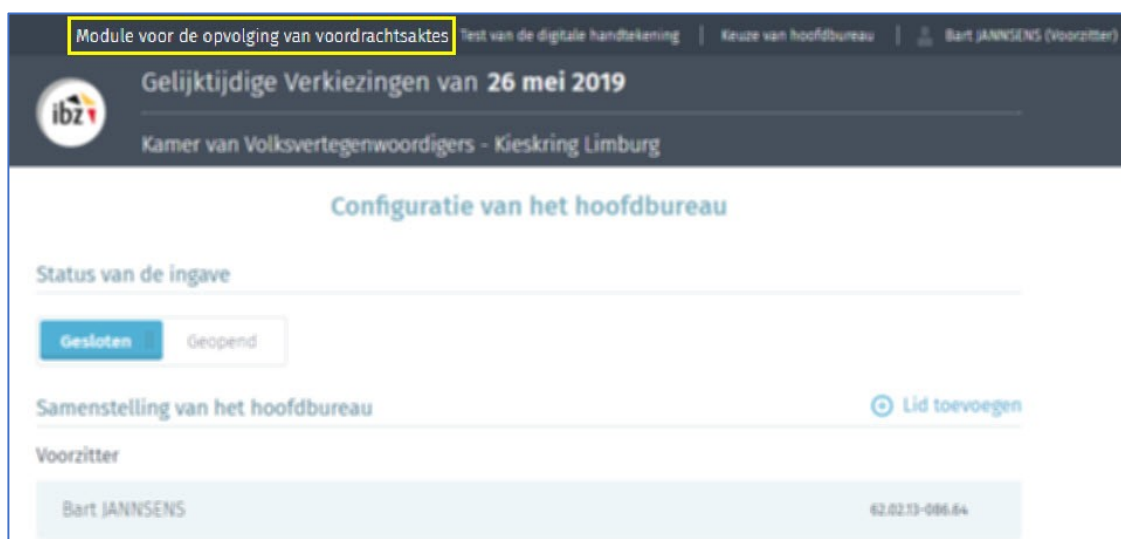 Module voor de opvolging van voordrachtsaktes Test van de digitale handtekening | Keuze van hoofdbureau | Bart JANNSENS (Voorzitter)
Gelijktijdige Verkiezingen van 26 mei 2019
ibz
Kamer van Volksvertegenwoordigers - Kieskring Limburg
Configuratie van het hoofdbureau
Status van de ingave
Gesloten Geopend
Samenstelling van het hoofdbureau Lid toevoegen
Voorzitter
Bart JANNSENS 62.02.13-086.64